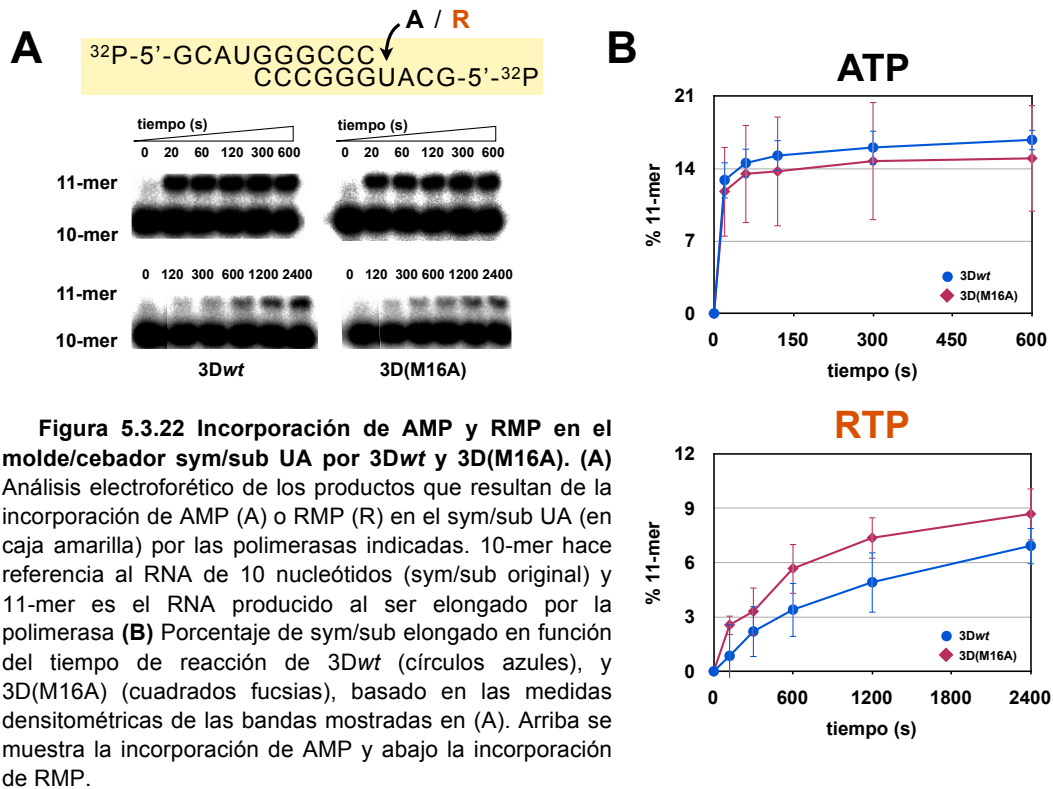 A
A / R
32P-5’-GCAUGGGCCC
CCCGGGUACG-5’-32P
tiempo (s)
0 20 60 120 300 600
11-mer
10-mer
tiempo (s)
0 20 60 120 300 600
0 120 300 600 1200 2400
11-mer
10-mer
3Dwt
0 120 300 600 1200 2400
3D(M16A)
Figura 5.3.22 Incorporación de AMP y RMP en el
molde/cebador sym/sub UA por 3Dwt y 3D(M16A). (A)
Análisis electroforético de los productos que resultan de la
incorporación de AMP (A) o RMP (R) en el sym/sub UA (en
caja amarilla) por las polimerasas indicadas. 10-mer hace
referencia al RNA de 10 nucleótidos (sym/sub original) y
11-mer es el RNA producido al ser elongado por la
polimerasa (B) Porcentaje de sym/sub elongado en función
del tiempo de reacción de 3Dwt (círculos azules), y
3D(M16A) (cuadrados fucsias), basado en las medidas
densitométricas de las bandas mostradas en (A). Arriba se
muestra la incorporación de AMP y abajo la incorporación
de RMP.
B
ATP
% 11-mer
21
14
7
0
3Dwt
3D(M16A)
0 150 300 450 600
tiempo (s)
RTP
% 11-mer
12
9
6
3
0
3Dwt
3D(M16A)
0 600 1200 1800 2400
tiempo (s)